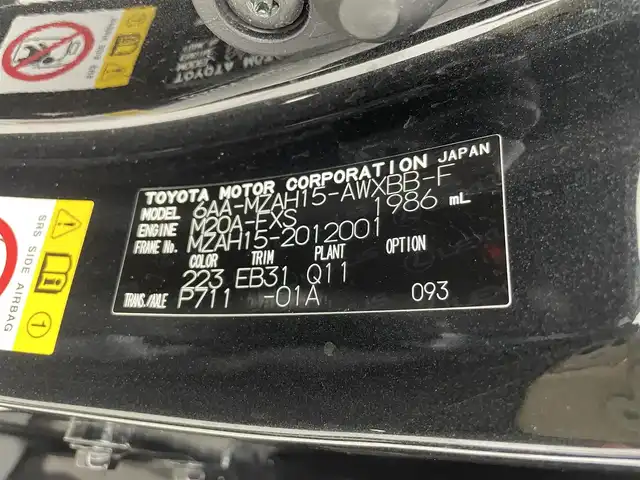 TOYOTA MOTOR CORPORATION JAPAN
MODEL 6AA-MZAH15-AWXBB-F
ENGINE M20A-FXS 1986 mL
FRAME No. MZAH15-2012001
COLOR TRIM PLANT
223 EB31 Q11
TRANS./AXLE P711 -01A 093
SRS SIDE AIRBAG
1